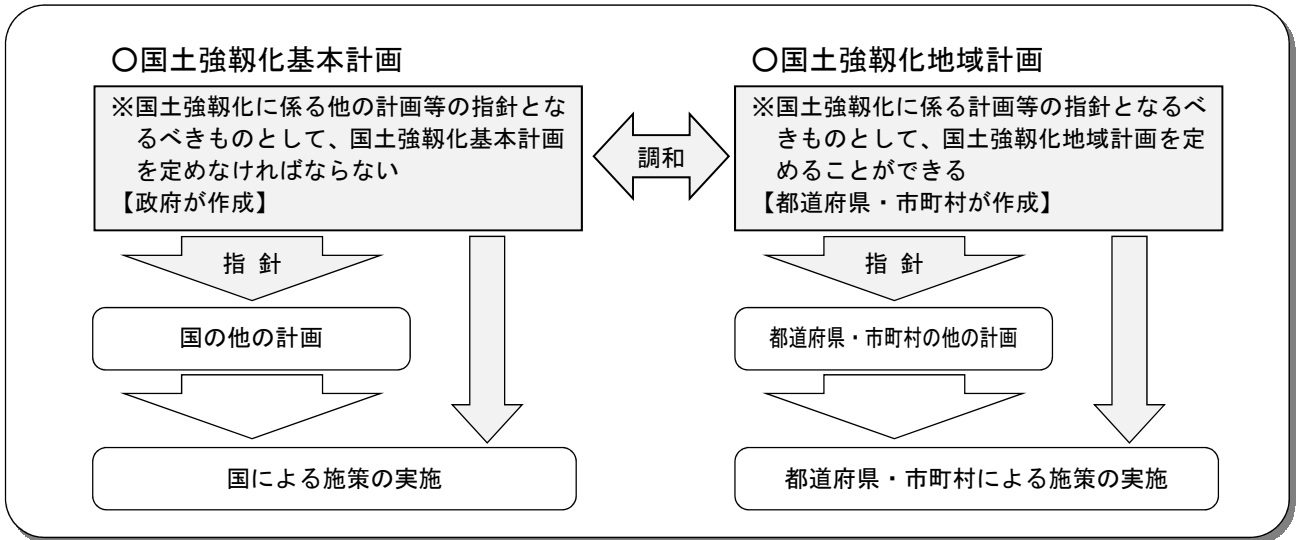 〇国土強靱化基本計画
※国土強靱化に係る他の計画等の指針とな
るべきものとして、国土強靱化基本計画
を定めなければならない
【政府が作成】
調和
〇国土強靱化地域計画
※国土強靱化に係る計画等の指針となるべ
きものとして、国土強靱化地域計画を定
めることができる
【都道府県・市町村が作成】
指 針
国の他の計画
国による施策の実施
指 針
都道府県・市町村の他の計画
都道府県・市町村による施策の実施